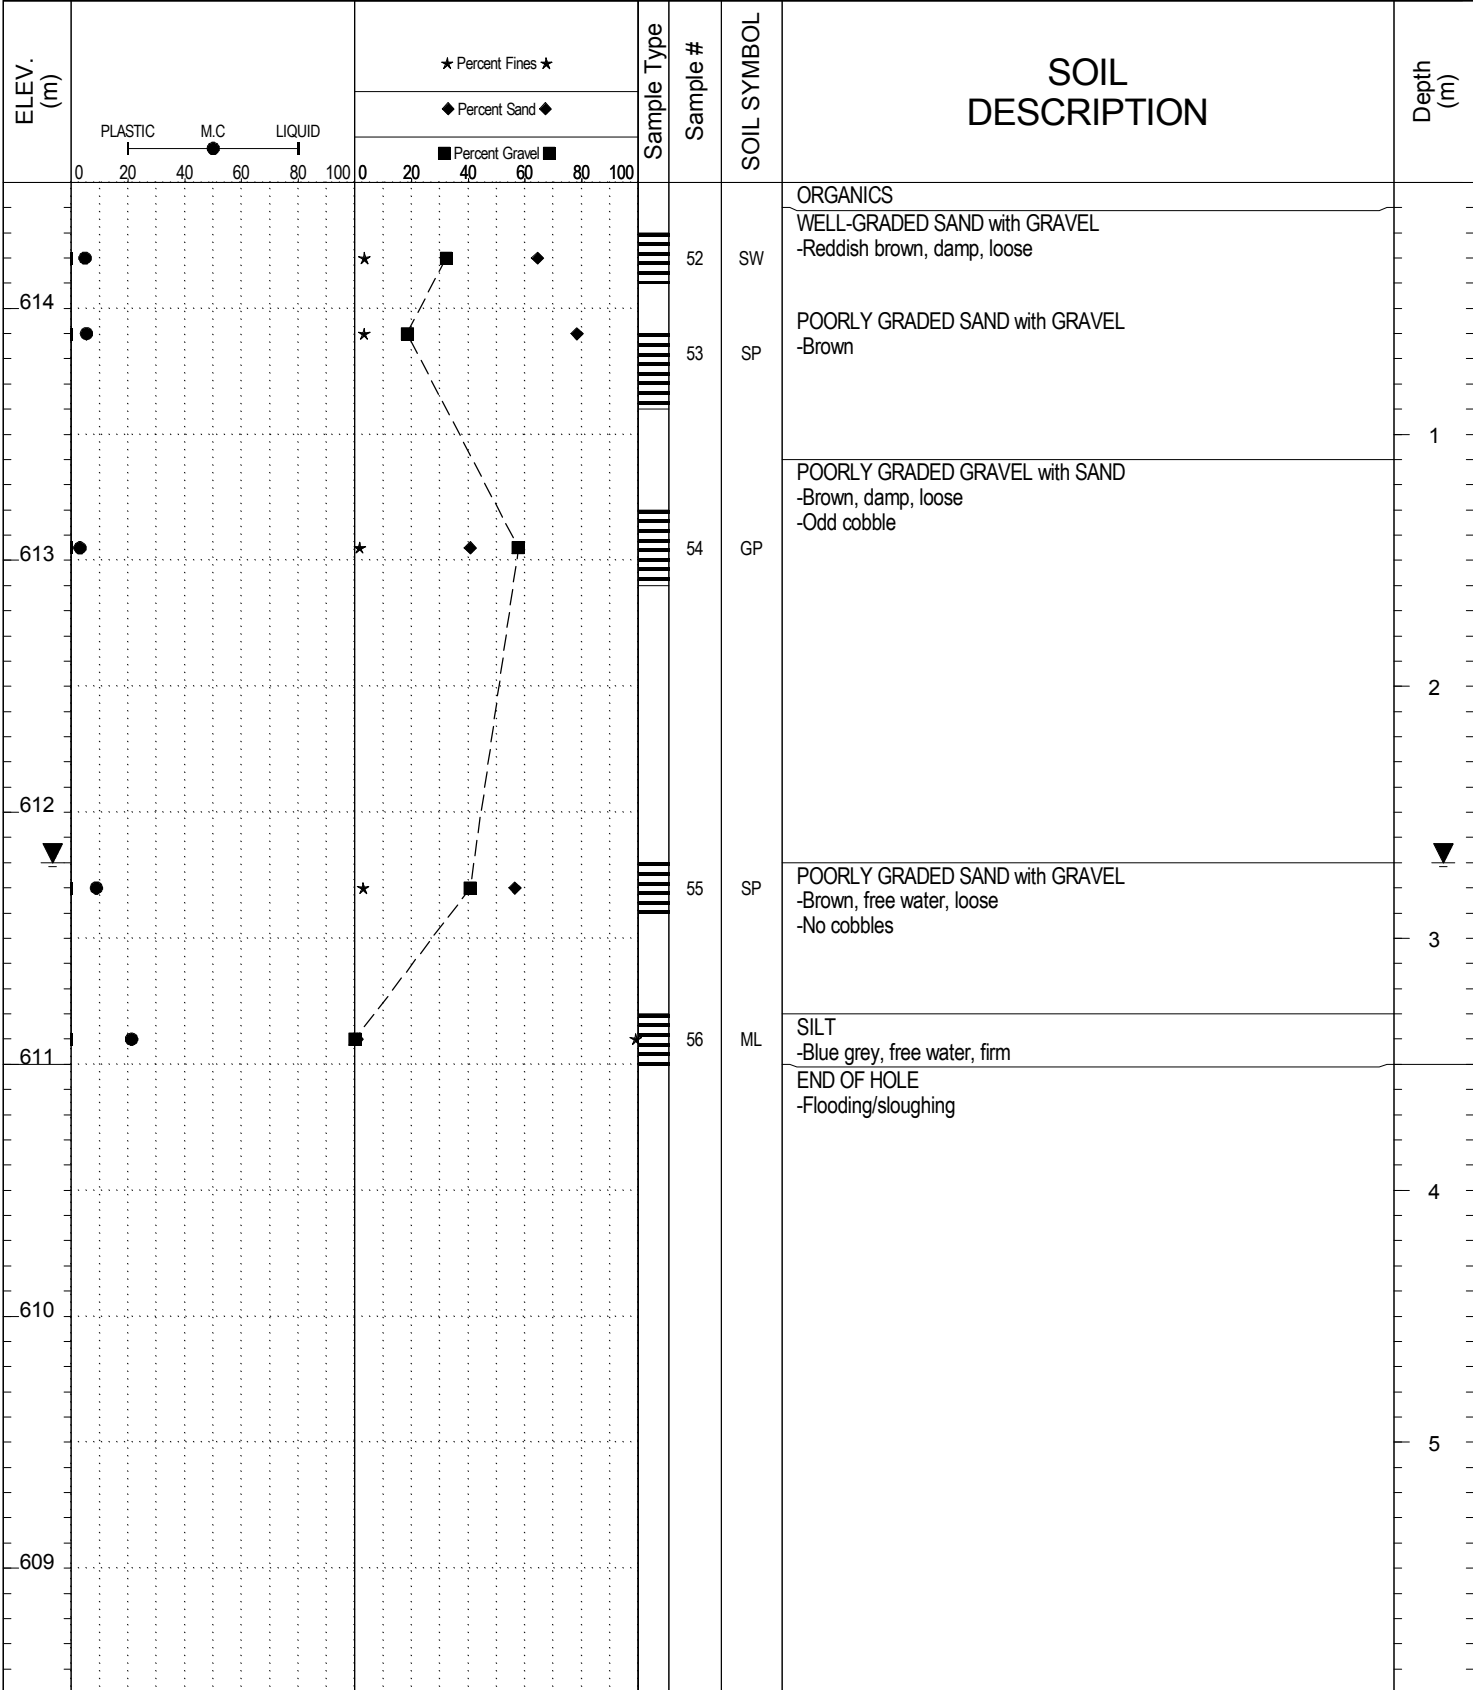 ELEV.
(m)
PLASTIC M.C LIQUID
0 20 40 60 80 100
★ Percent Fines ★
◆ Percent Sand ◆
■ Percent Gravel ■
0 20 40 60 80 100
Sample Type
Sample #
SOIL SYMBOL
SOIL
DESCRIPTION
Depth
(m)
ORGANICS
WELL-GRADED SAND with GRAVEL
-Reddish brown, damp, loose
52 SW
614
POORLY GRADED SAND with GRAVEL
-Brown
53 SP
1
POORLY GRADED GRAVEL with SAND
-Brown, damp, loose
-Odd cobble
54 GP
613
2
612
POORLY GRADED SAND with GRAVEL
55 SP
-Brown, free water, loose
-No cobbles
3
SILT
56 ML
-Blue grey, free water, firm
611
END OF HOLE
-Flooding/sloughing
4
610
5
609